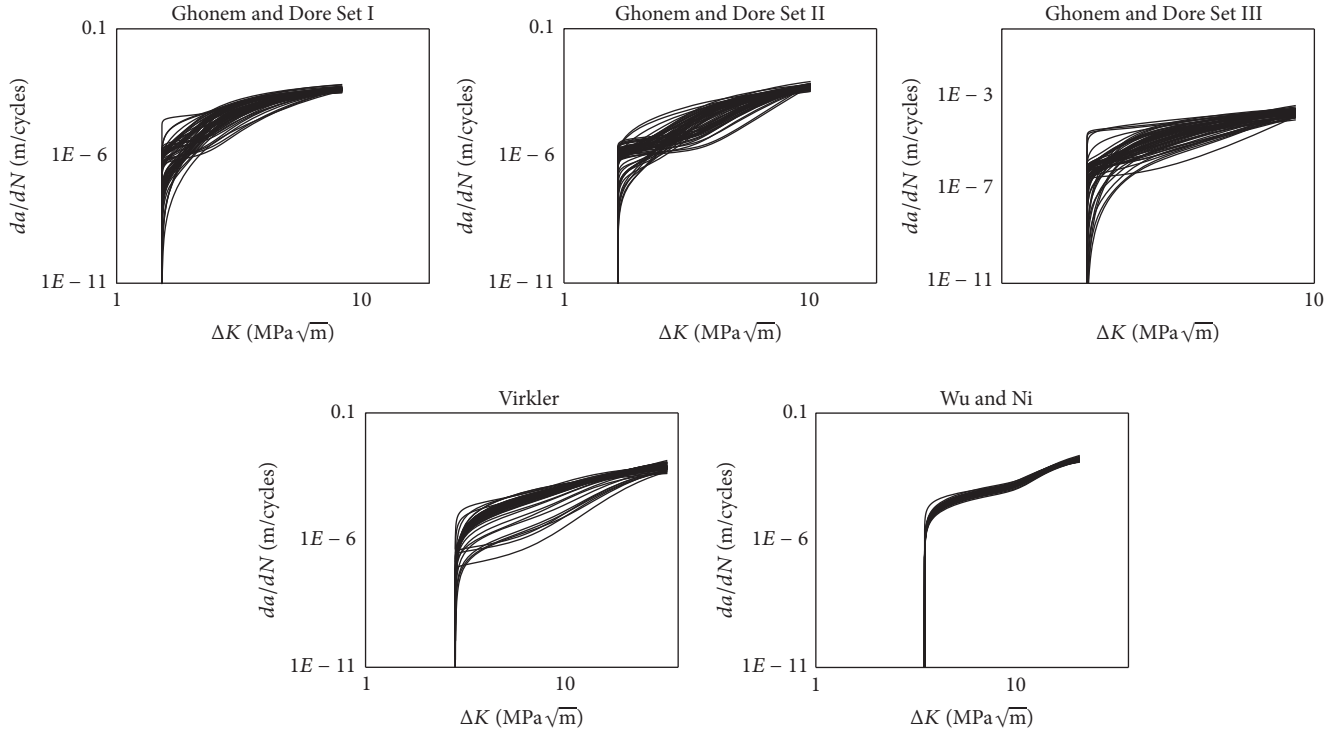 Ghonem and Dore Set I
0.1
1E − 6
1E − 11
da/dN (m/cycles)
1
10
ΔK (MPa√m)
Ghonem and Dore Set II
0.1
1E − 6
1E − 11
da/dN (m/cycles)
1
10
ΔK (MPa√m)
Ghonem and Dore Set III
1E − 3
1E − 7
1E − 11
da/dN (m/cycles)
10
ΔK (MPa√m)
Virkler
0.1
1E − 6
1E − 11
da/dN (m/cycles)
1
10
ΔK (MPa√m)
Wu and Ni
0.1
1E − 6
1E − 11
da/dN (m/cycles)
1
10
ΔK (MPa√m)